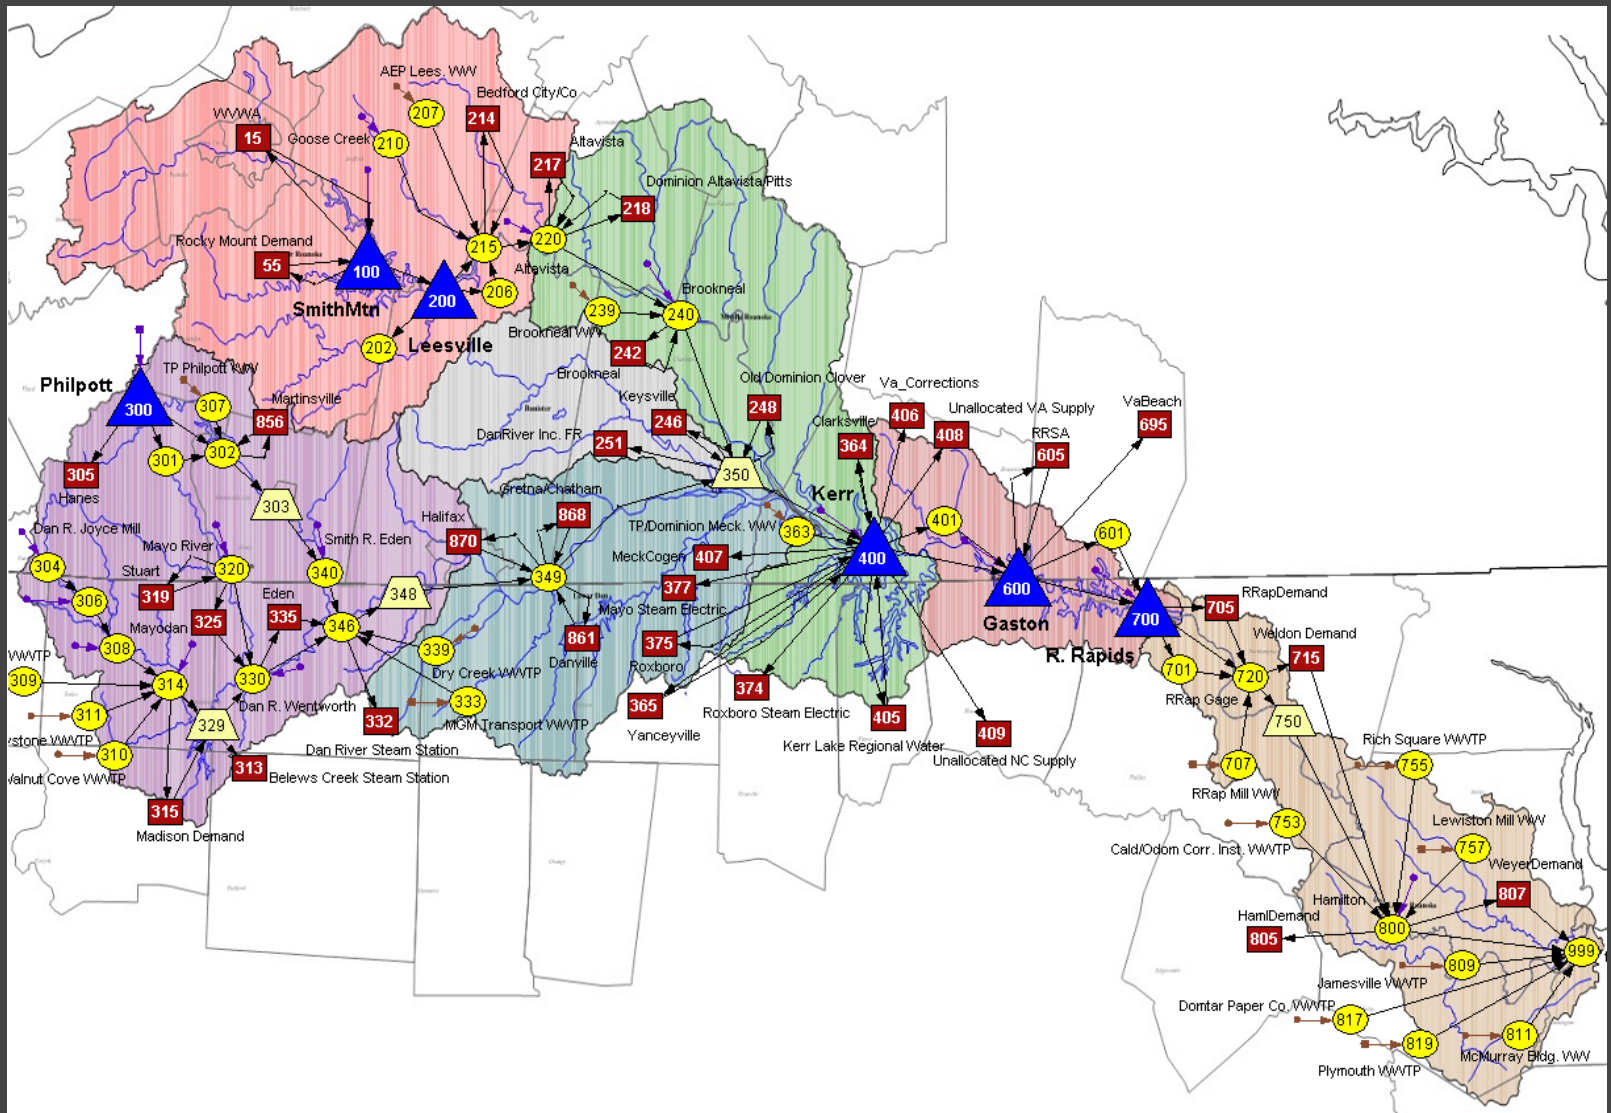 AEP Lees. WW
207
Bedford City/Co
214
WVWA
15
Goose Creek
210
Altavista
217
Dominion Altavista/Pitts
218
Rocky Mount Demand
55
100
SmithMtn
200
Leesville
215
206
202
220
Altavista
Brookneal
239
240
Brookneal WW
242
Brookneal
Philpott
300
TP Philpott WW
307
Martinsville
856
301
302
305
Hanes
303
Keysville
246
Old Dominion Clover
248
DanRiver Inc. FR
251
350
Va_Corrections
406
Clarksville
364
Unallocated VA Supply
408
RRSA
605
VaBeach
695
Kerr
400
401
Gretna/Chatham
868
Halifax
870
TP/Dominion Meck. WW
363
MeckCogen
407
377
Mayo Steam Electric
Dan R. Joyce Mill
304
Mayo River
320
Smith R. Eden
340
Stuart
319
306
Mayodan
325
Eden
335
346
348
349
308
861
Danville
375
Roxboro
600
Gaston
601
700
R. Rapids
705
RRapDemand
Weldon Demand
715
701
720
RRap Gage
750
WWTP
309
314
330
Dan R. Wentworth
339
Dry Creek WWTP
333
MGM Transport WWTP
311
ystone WWTP
329
332
Dan River Steam Station
310
Walnut Cove WWTP
313
Belews Creek Steam Station
315
Madison Demand
365
Yanceyville
374
Roxboro Steam Electric
405
Kerr Lake Regional Water
409
Unallocated NC Supply
707
RRap Mill WW
Rich Square WWTP
755
753
Cald/Odom Corr. Inst. WWTP
Lewiston Mill WW
757
WeyerDemand
807
Hamilton
800
HamlDemand
805
999
809
Jamesville WWTP
Domtar Paper Co. WWTP
817
819
Plymouth WWTP
811
McMurray Bldg. WW